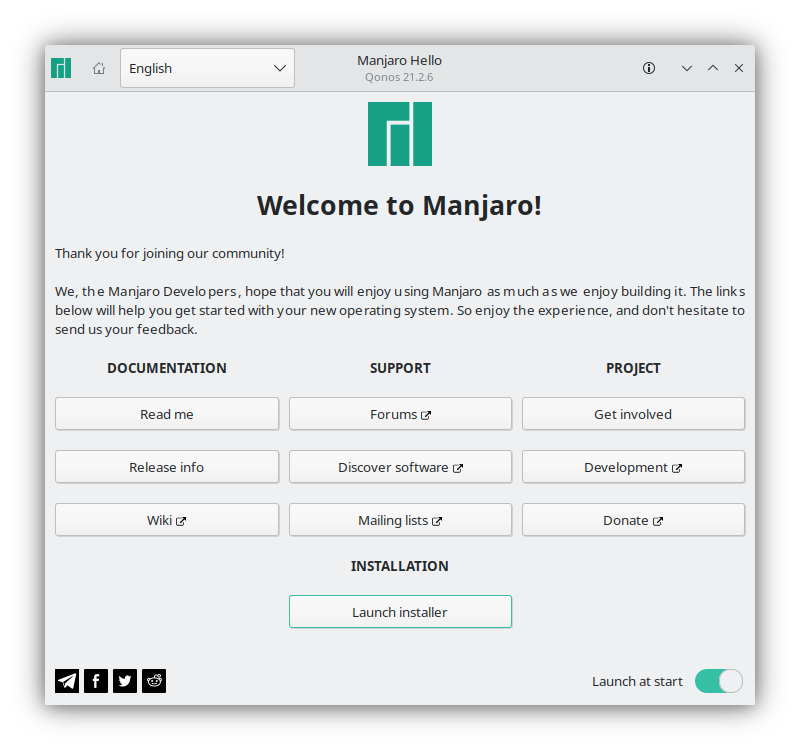 English
Manjaro Hello
Qonos 21.2.6
Welcome to Manjaro!
Thank you for joining our community!
We, the Manjaro Developers, hope that you will enjoy using Manjaro as much as we enjoy building it. The links
below will help you get started with your new operating system. So enjoy the experience, and don't hesitate to
send us your feedback.
DOCUMENTATION SUPPORT PROJECT
Read me Forums Get involved
Release info Discover software Development
Wiki Mailing lists Donate
INSTALLATION
Launch installer
Launch at start